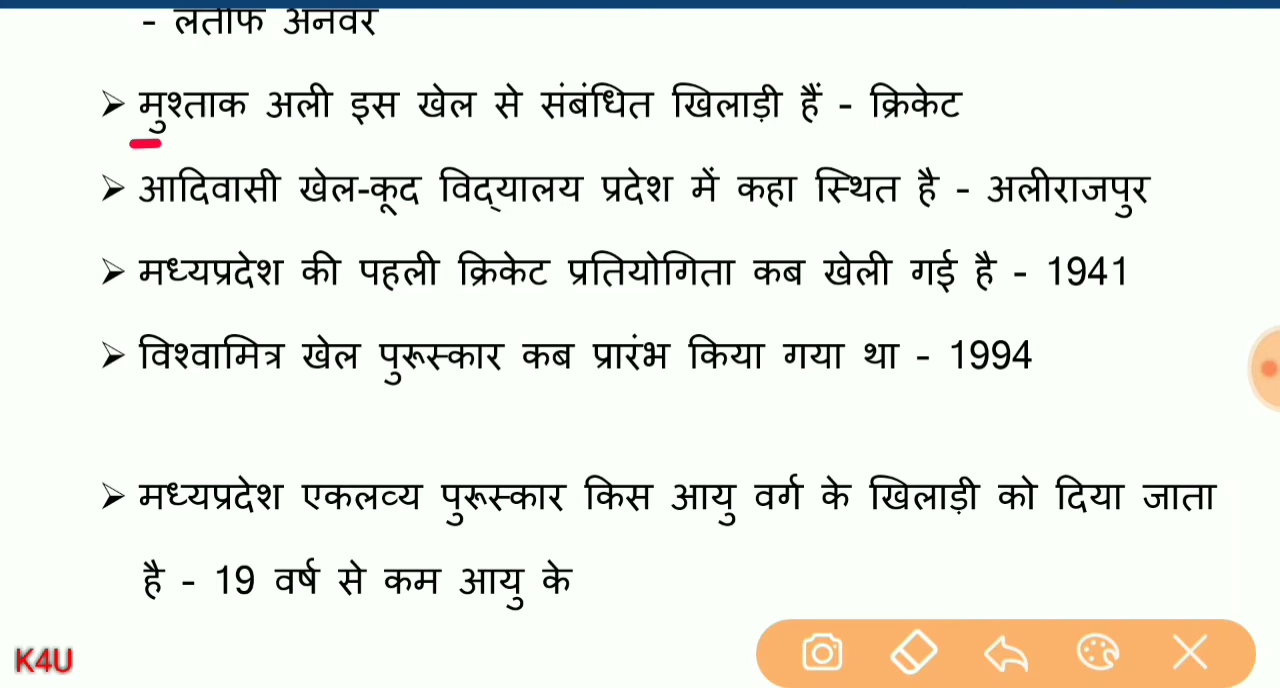 - लतीफ अनवर
➢ मुश्ताक अली इस खेल से संबंधित खिलाड़ी हैं - क्रिकेट
➢ आदिवासी खेल-कूद विद्यालय प्रदेश में कहा स्थित है - अलीराजपुर
➢ मध्यप्रदेश की पहली क्रिकेट प्रतियोगिता कब खेली गई है - 1941
➢ विश्वामित्र खेल पुरूस्कार कब प्रारंभ किया गया था - 1994
➢ मध्यप्रदेश एकलव्य पुरूस्कार किस आयु वर्ग के खिलाड़ी को दिया जाता
है - 19 वर्ष से कम आयु के
K4U